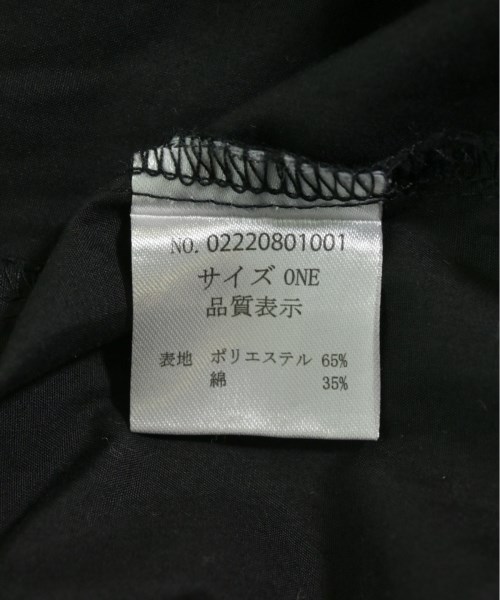 NO. 02220801001
サイズ ONE
品質表示
表地 ポリエステル 65%
綿 35%